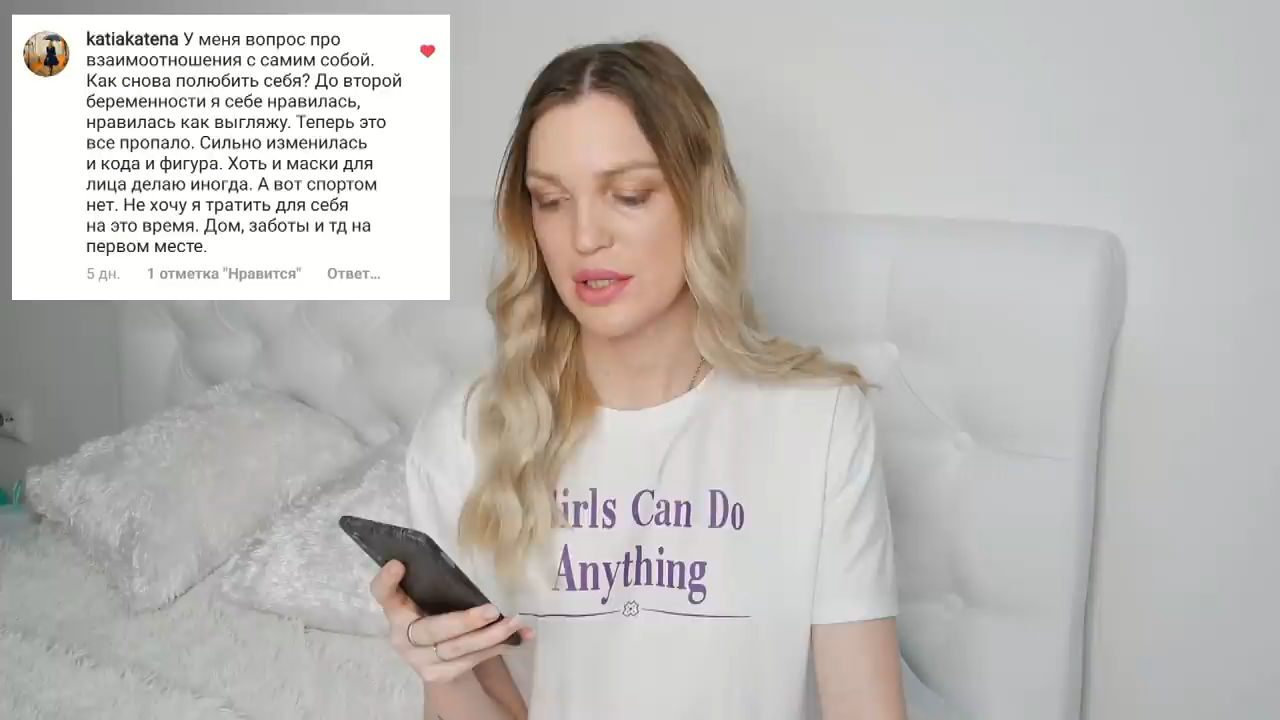 katiakatena У меня вопрос про
взаимоотношения с самим собой.
Как снова полюбить себя? До второй
беременности я себе нравилась,
нравилась как выгляжу. Теперь это
все пропало. Сильно изменилась
и кода и фигура. Хоть и маски для
лица делаю иногда. А вот спортом
нет. Не хочу я тратить для себя
на это время. Дом, заботы и тд на
первом месте.
5 дн. 1 отметка "Нравится" Ответ...
irls Can Do
Anything